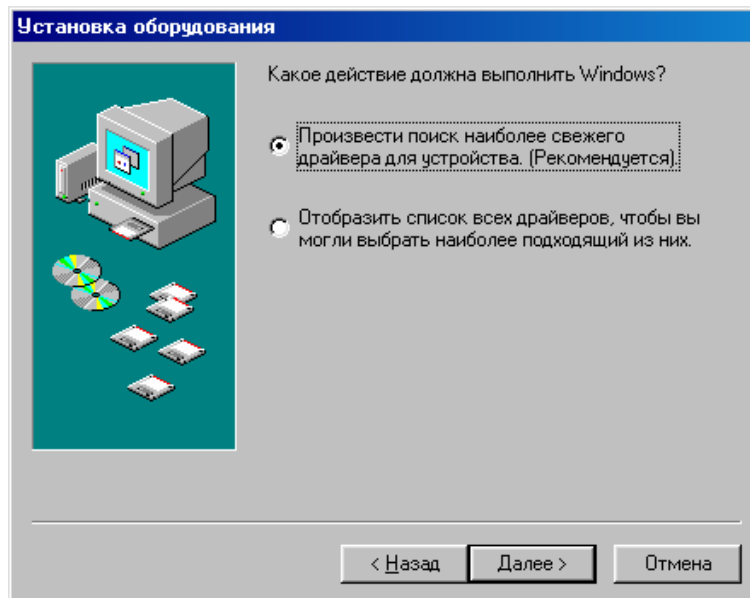 Установка оборудования
Какое действие должна выполнить Windows?
Произвести поиск наиболее свежего
драйвера для устройства. (Рекомендуется).
Отобразить список всех драйверов, чтобы вы
могли выбрать наиболее подходящий из них.
< Назад
Далее >
Отмена